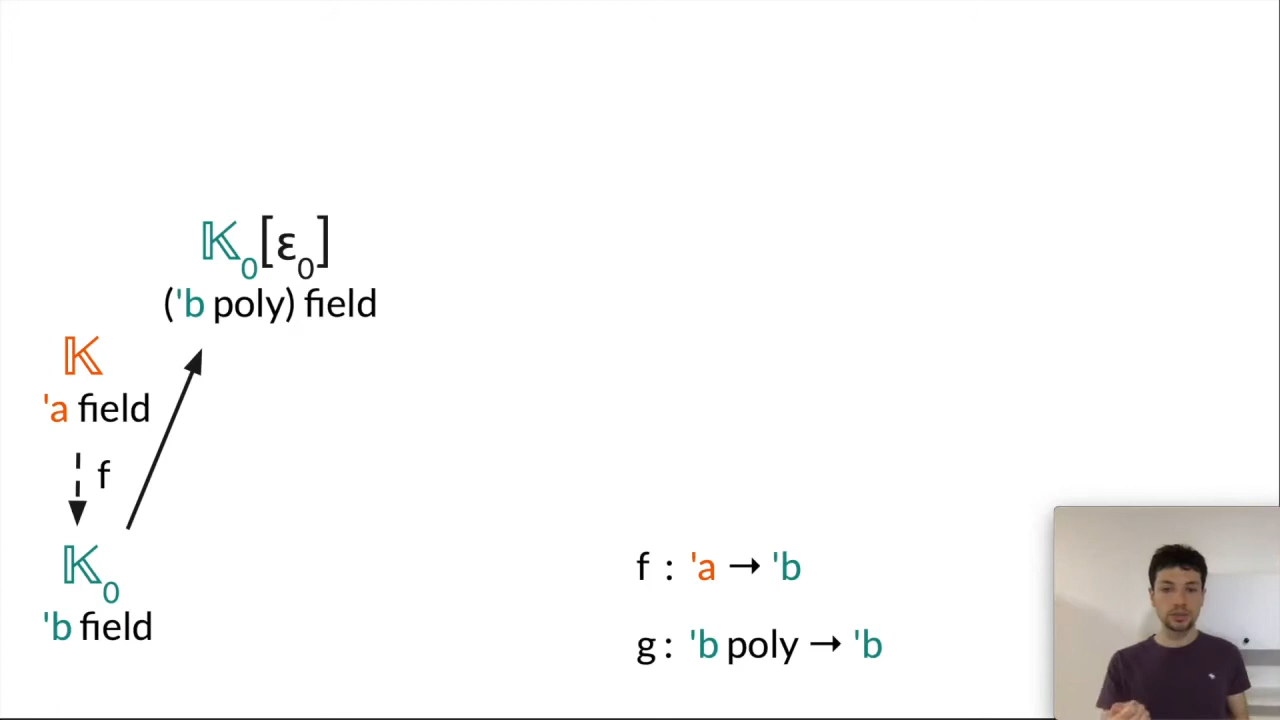 𝕂₀[ε₀]
('b poly) field
𝕂
'a field
f
𝕂₀
'b field
f : 'a → 'b
g : 'b poly → 'b